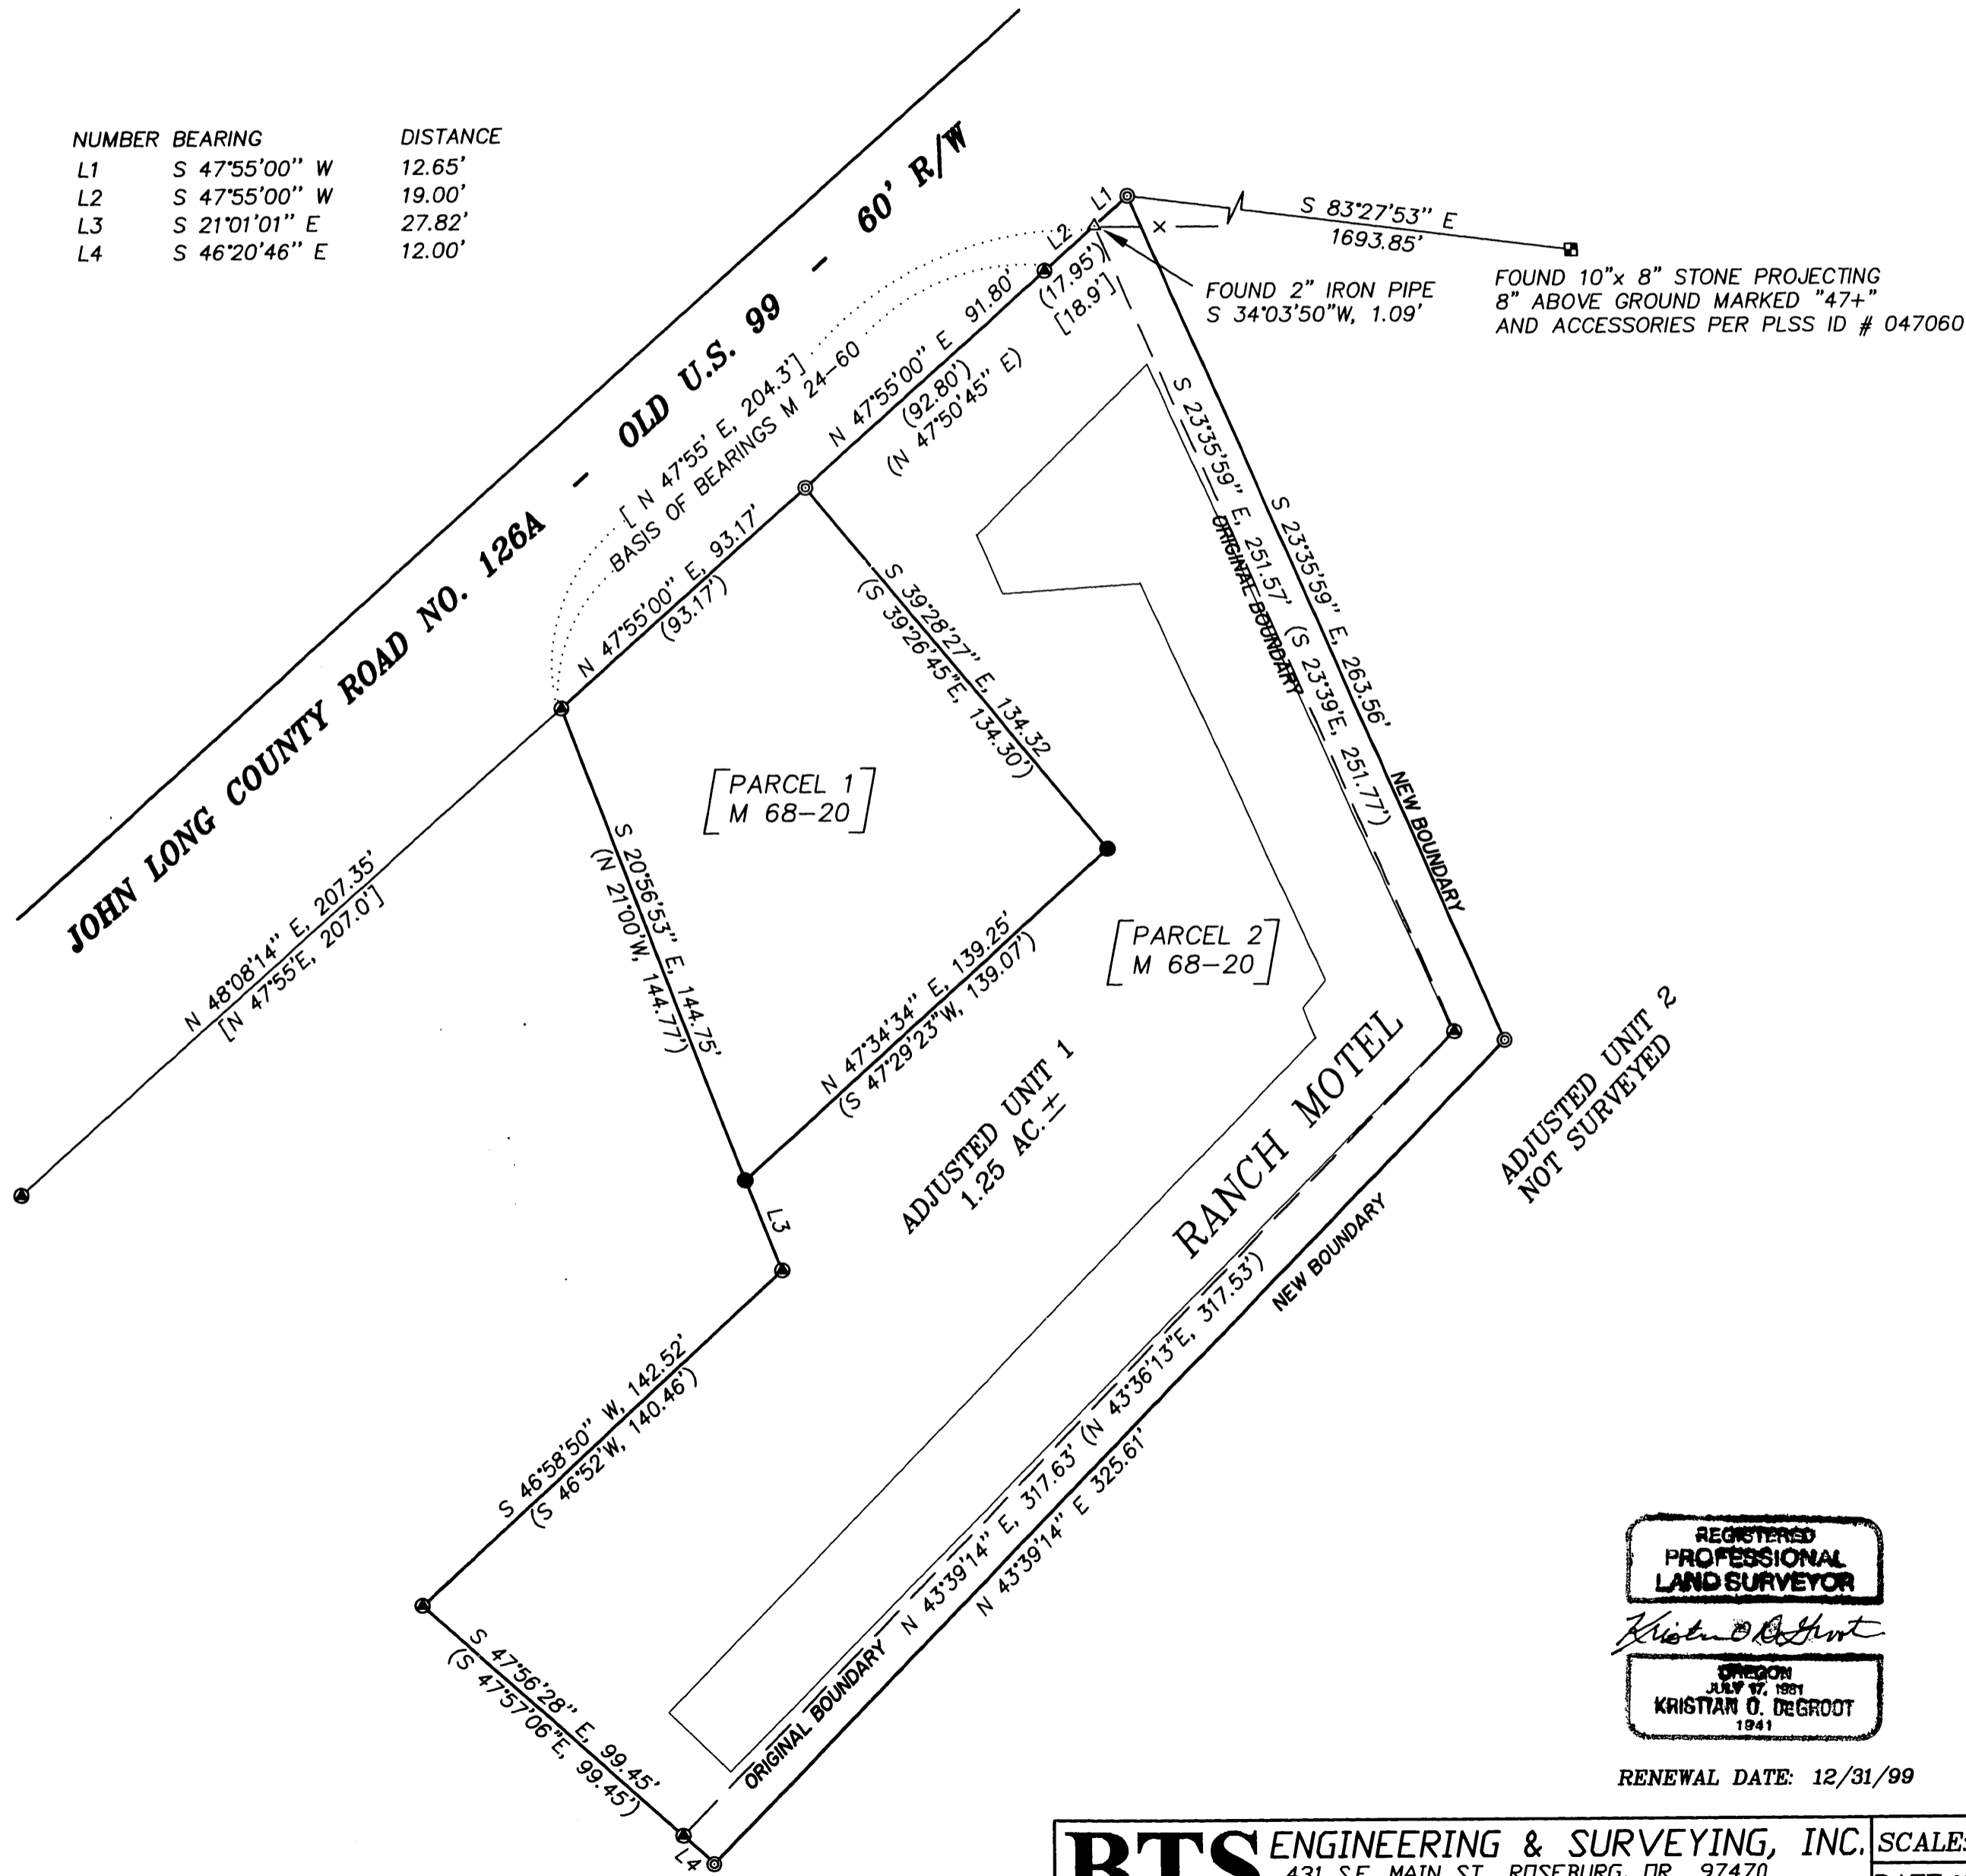 NUMBER BEARING DISTANCE
L1 S 47°55'00" W 12.65'
L2 S 47°55'00" W 19.00'
L3 S 21°01'01" E 27.82'
L4 S 46°20'46" E 12.00'
JOHN LONG COUNTY ROAD NO. 126A - OLD U.S. 99 - 60' R/W
L1
L2
S 83°27'53" E
1693.85'
x
FOUND 2" IRON PIPE
S 34°03'50"W, 1.09'
FOUND 10"x 8" STONE PROJECTING
8" ABOVE GROUND MARKED "47+"
AND ACCESSORIES PER PLSS ID # 047060
(17.95')
[18.9']
[ N 47°55' E, 204.3']
BASIS OF BEARINGS M 24-60
N 47°55'00" E 91.80'
(92.80')
(N 47°50'45" E)
N 47°55'00" E, 93.17'
(93.17')
S 39°28'27" E, 134.32
(S 39°26'45"E, 134.30')
S 23°35'59" E, 251.57' (S 23°39'E, 251.77')
ORIGINAL BOUNDARY
S 23°35'59" E, 263.56'
NEW BOUNDARY
PARCEL 1
M 68-20
S 20°56'53" E, 144.75'
(N 21°00'W, 144.77')
N 48°08'14" E, 207.35'
[N 47°55'E, 207.0']
PARCEL 2
M 68-20
N 47°34'34" E, 139.25'
(S 47°29'23"W, 139.07')
ADJUSTED UNIT 1
1.25 AC.±
RANCH MOTEL
ADJUSTED UNIT 2
NOT SURVEYED
L3
NEW BOUNDARY
S 46°58'50" W, 142.52'
(S 46°52'W, 140.46')
ORIGINAL BOUNDARY N 43°39'14" E, 317.63' (N 43°36'13"E, 317.53')
N 43°39'14" E 325.61'
S 47°56'28" E, 99.45'
(S 47°57'06"E, 99.45')
L4
REGISTERED
PROFESSIONAL
LAND SURVEYOR
OREGON
JULY 17, 1981
KRISTIAN O. DeGROOT
1941
RENEWAL DATE: 12/31/99
BTS ENGINEERING & SURVEYING, INC. SCALE:
431 S.E. MAIN ST. ROSEBURG, OR. 97470